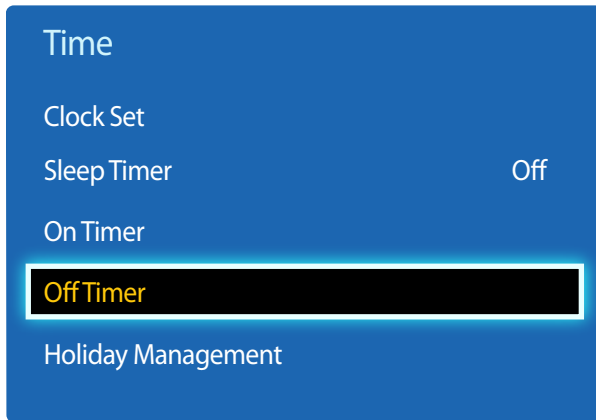 Time
Clock Set
Sleep Timer Off
On Timer
Off Timer
Holiday Management